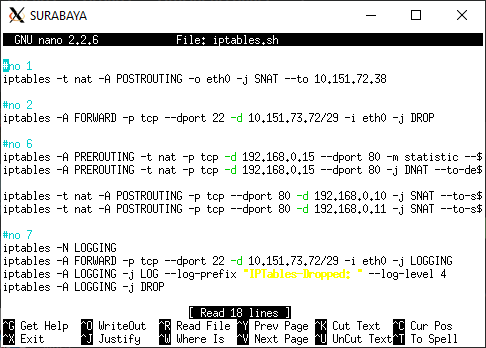 SURABAYA
GNU nano 2.2.6 File: iptables.sh
#no 1
iptables -t nat -A POSTROUTING -o eth0 -j SNAT --to 10.151.72.38
#no 2
iptables -A FORWARD -p tcp --dport 22 -d 10.151.73.72/29 -i eth0 -j DROP
#no 6
iptables -A PREROUTING -t nat -p tcp -d 192.168.0.15 --dport 80 -m statistic --$
iptables -A PREROUTING -t nat -p tcp -d 192.168.0.15 --dport 80 -j DNAT --to-de$
iptables -t nat -A POSTROUTING -p tcp --dport 80 -d 192.168.0.10 -j SNAT --to-s$
iptables -t nat -A POSTROUTING -p tcp --dport 80 -d 192.168.0.11 -j SNAT --to-s$
#no 7
iptables -N LOGGING
iptables -A FORWARD -p tcp --dport 22 -d 10.151.73.72/29 -i eth0 -j LOGGING
iptables -A LOGGING -j LOG --log-prefix "IPTables-Dropped: " --log-level 4
iptables -A LOGGING -j DROP
[ Read 18 lines ]
^G Get Help ^O WriteOut ^R Read File ^Y Prev Page ^K Cut Text ^C Cur Pos
^X Exit ^J Justify ^W Where Is ^V Next Page ^U UnCut Text ^T To Spell